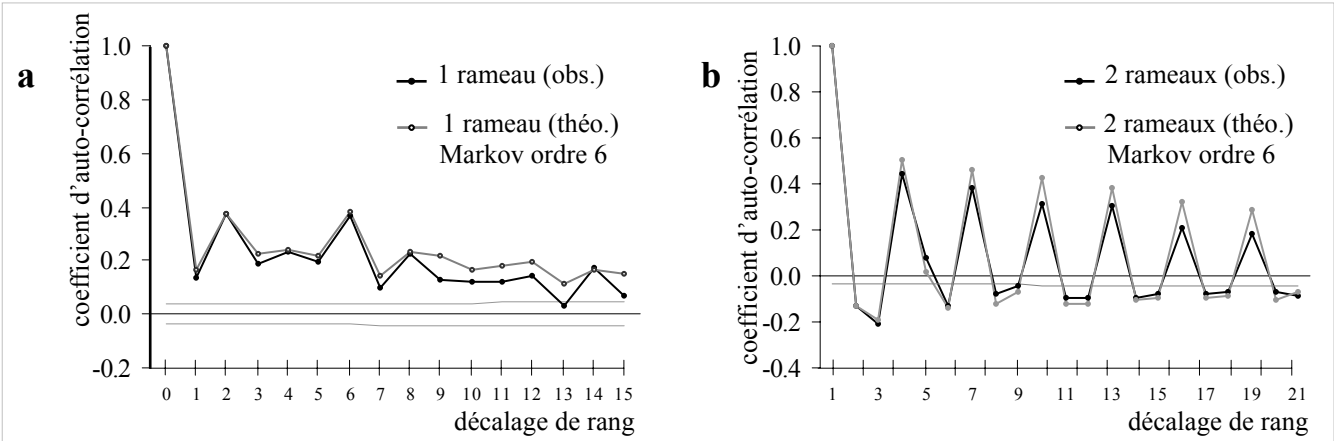 a
coefficient d'auto-corrélation
1.0
0.8
0.6
0.4
0.2
0.0
-0.2
1 rameau (obs.)
1 rameau (théo.)
Markov ordre 6
0 1 2 3 4 5 6 7 8 9 10 11 12 13 14 15
décalage de rang
b
coefficient d'auto-corrélation
1.0
0.8
0.6
0.4
0.2
0.0
-0.2
-0.4
2 rameaux (obs.)
2 rameaux (théo.)
Markov ordre 6
1 3 5 7 9 11 13 15 17 19 21
décalage de rang